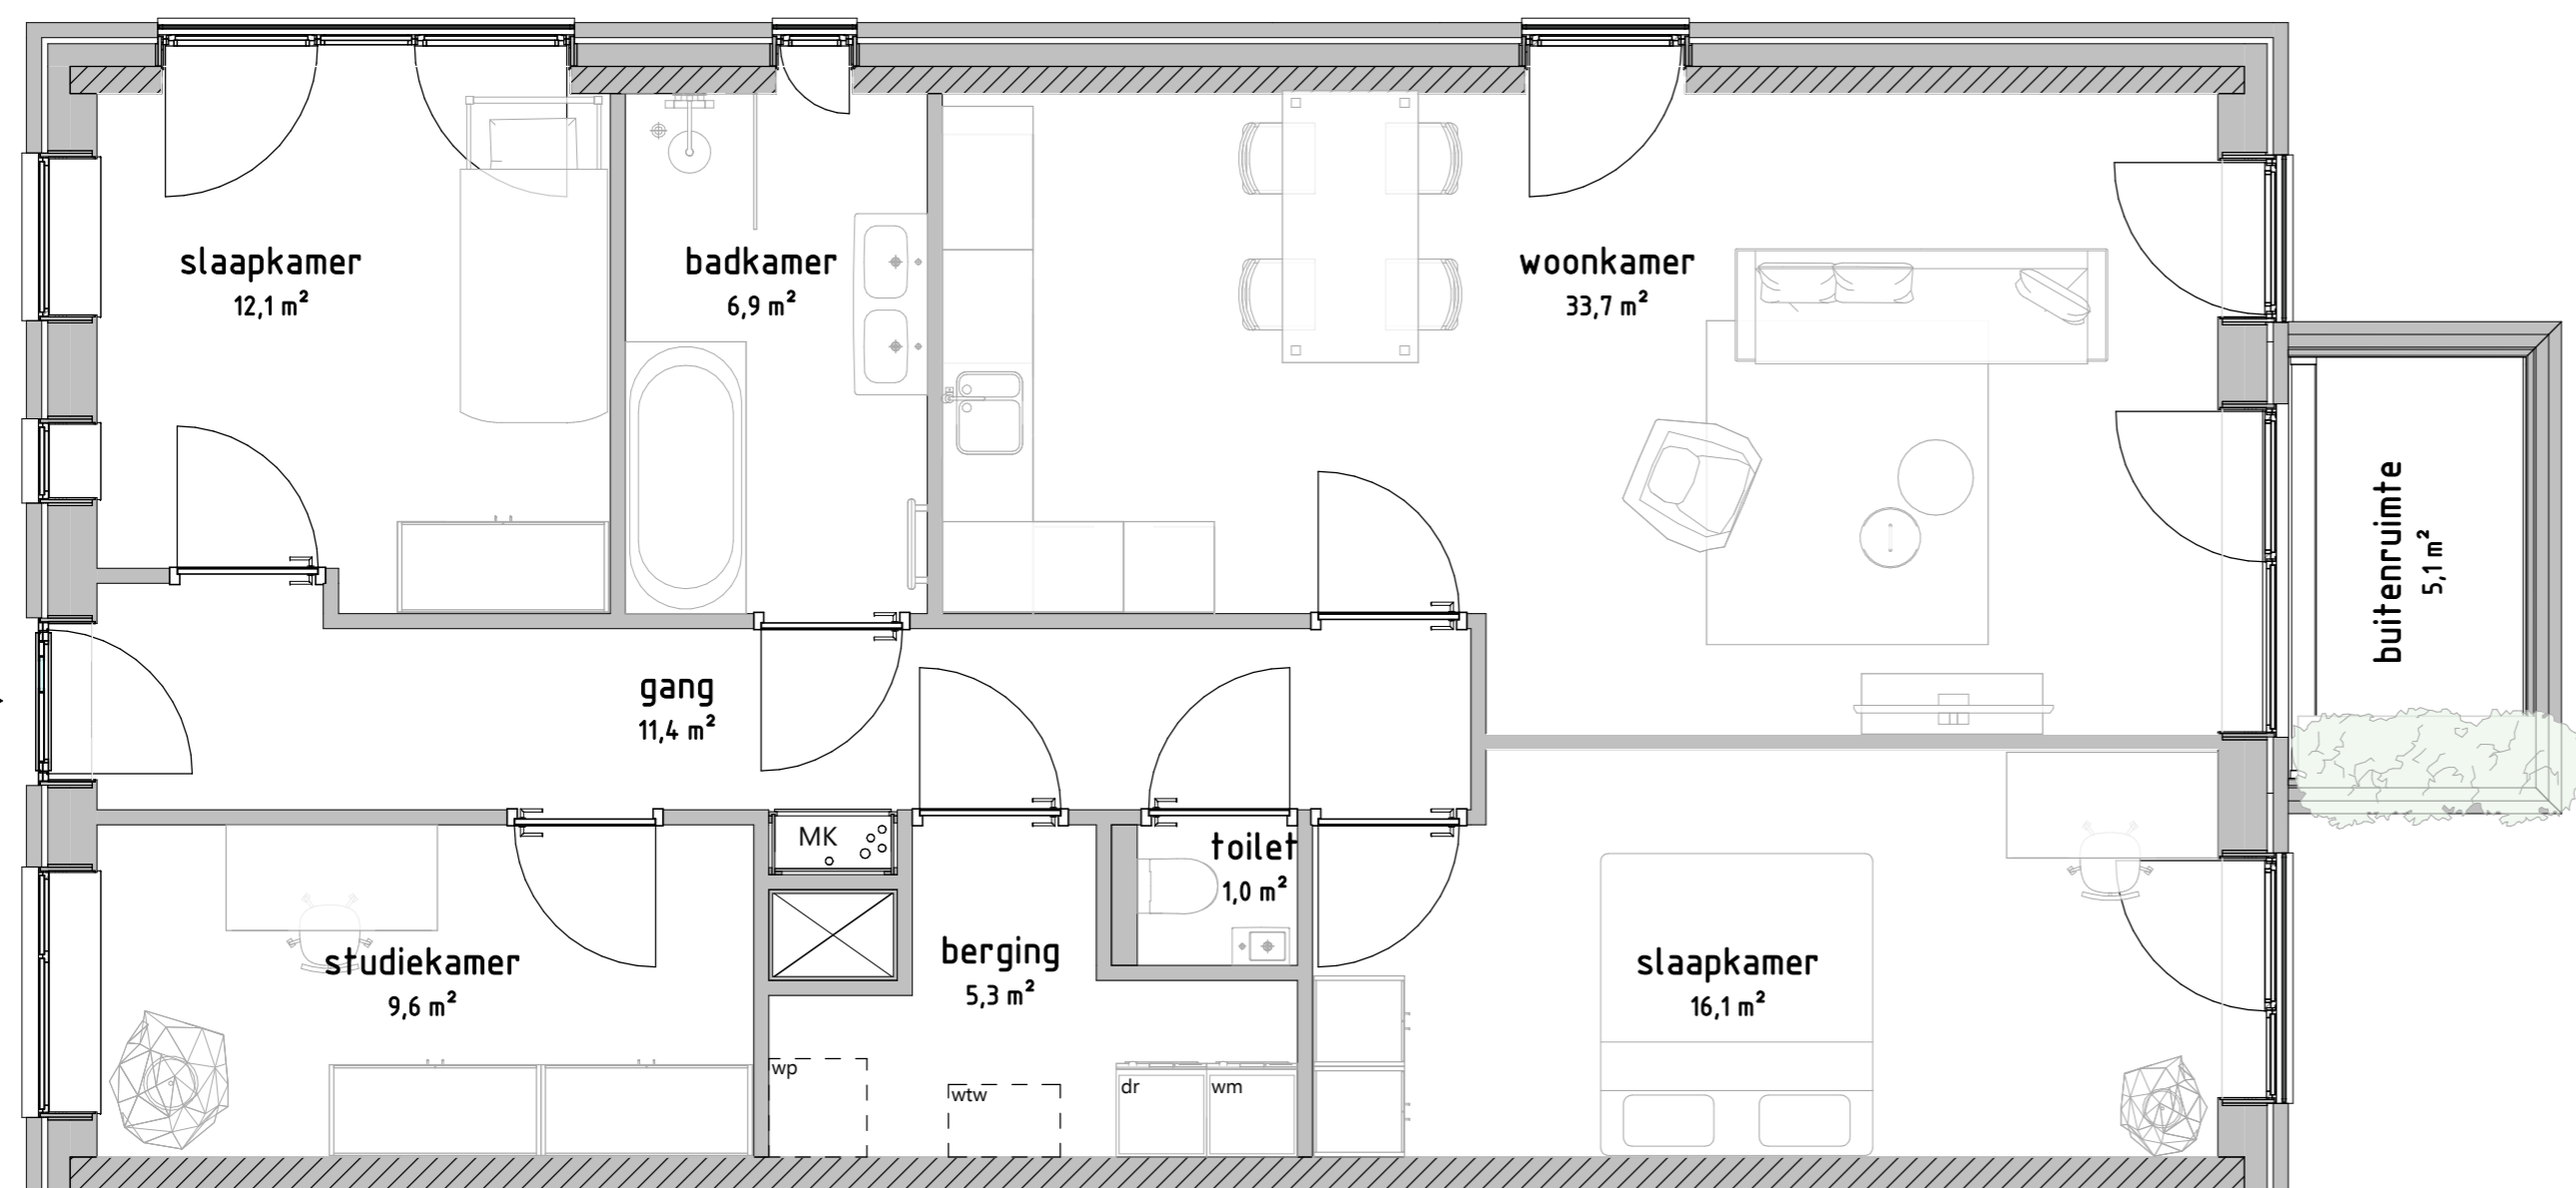 slaapkamer
12,1 m²
badkamer
6,9 m²
woonkamer
33,7 m²
buitenruimte
5,1 m²
gang
11,4 m²
MK
toilet
1,0 m²
studiekamer
9,6 m²
berging
5,3 m²
slaapkamer
16,1 m²
wp
wtw
dr
wm